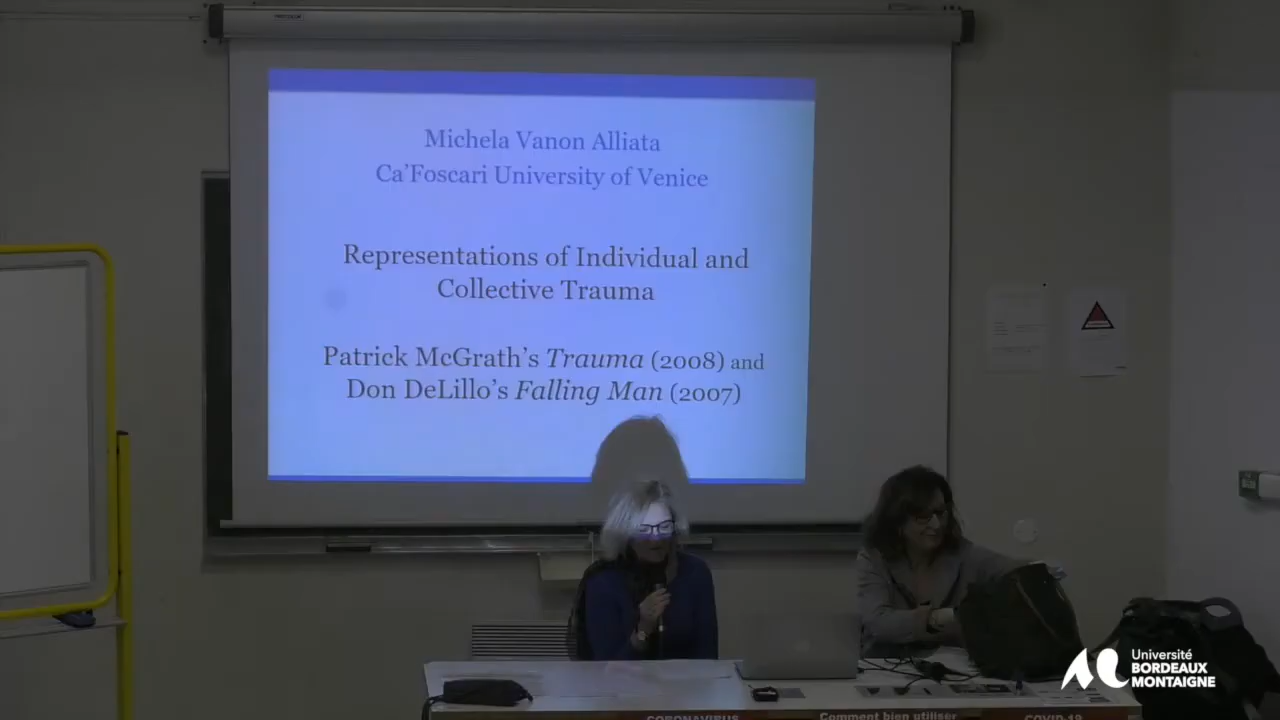 Michela Vanon Alliata
Ca'Foscari University of Venice
Representations of Individual and
Collective Trauma
Patrick McGrath's Trauma (2008) and
Don DeLillo's Falling Man (2007)
Université
BORDEAUX
MONTAIGNE
CORONAVIRUS
Comment bien utiliser
COVID-19